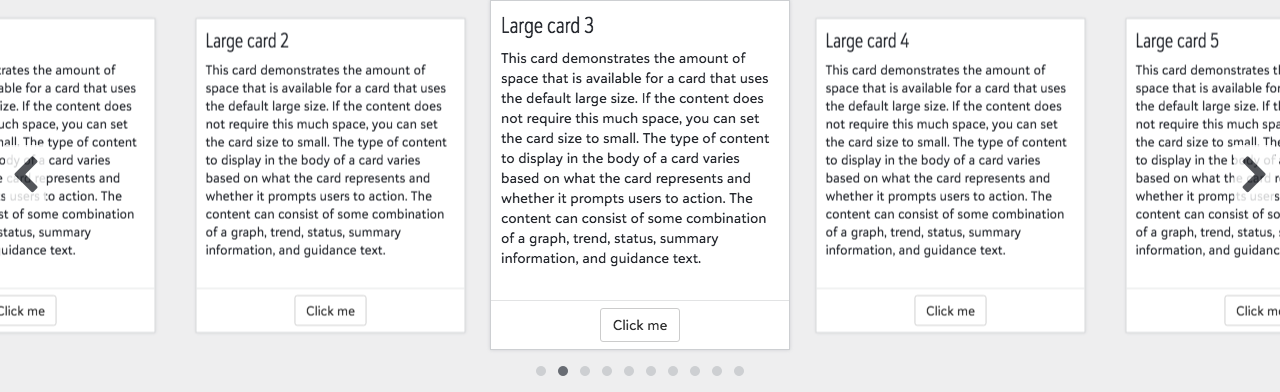 rates the amount of
able for a card that uses
ize. If the content does
uch space, you can set
all. The type of content
ody of a card varies
e card represents and
s users to action. The
st of some combination
status, summary
uidance text.
Click me
Large card 2
This card demonstrates the amount of
space that is available for a card that uses
the default large size. If the content does
not require this much space, you can set
the card size to small. The type of content
to display in the body of a card varies
based on what the card represents and
whether it prompts users to action. The
content can consist of some combination
of a graph, trend, status, summary
information, and guidance text.
Click me
Large card 3
This card demonstrates the amount of
space that is available for a card that uses
the default large size. If the content does
not require this much space, you can set
the card size to small. The type of content
to display in the body of a card varies
based on what the card represents and
whether it prompts users to action. The
content can consist of some combination
of a graph, trend, status, summary
information, and guidance text.
Click me
Large card 4
This card demonstrates the amount of
space that is available for a card that uses
the default large size. If the content does
not require this much space, you can set
the card size to small. The type of content
to display in the body of a card varies
based on what the card represents and
whether it prompts users to action. The
content can consist of some combination
of a graph, trend, status, summary
information, and guidance text.
Click me
Large card 5
This card demonstrates t
space that is available fo
the default large size. If t
not require this much spa
the card size to small. The
to display in the body of
based on what the card r
whether it prompts users
content can consist of so
of a graph, trend, status,
information, and guidanc
Click m